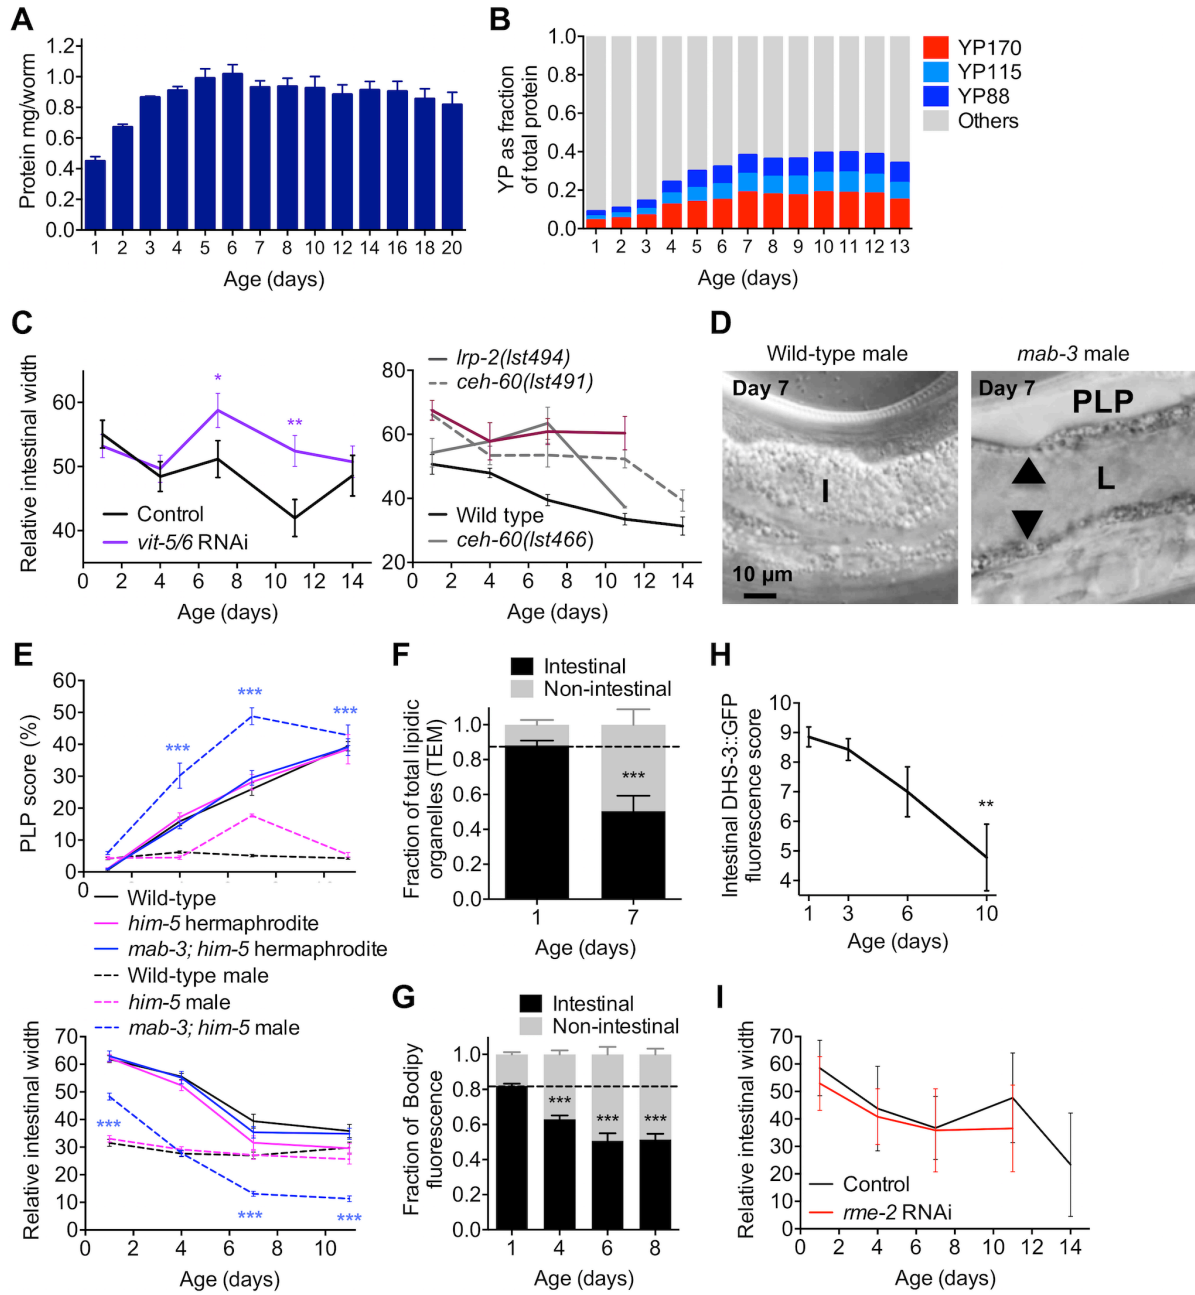 A
Protein mg/worm
1.2
1.0
0.8
0.6
0.4
0.2
0.0
1 2 3 4 5 6 7 8 10 12 14 16 18 20
Age (days)
B
YP as fraction
of total protein
1.0
0.8
0.6
0.4
0.2
0.0
1 2 3 4 5 6 7 8 9 10 11 12 13
Age (days)
YP170
YP115
YP88
Others
C
Relative intestinal width
60
50
40
*
**
Control
vit-5/6 RNAi
0 2 4 6 8 10 12 14
Age (days)
80
60
40
20
lrp-2(lst494)
ceh-60(lst491)
Wild type
ceh-60(lst466)
0 2 4 6 8 10 12 14
Age (days)
D
Wild-type male
mab-3 male
Day 7
I
10 µm
Day 7
PLP
L
E
PLP score (%)
60
50
40
30
20
10
0
***
***
***
0
Wild-type
him-5 hermaphrodite
mab-3; him-5 hermaphrodite
Wild-type male
him-5 male
mab-3; him-5 male
Relative intestinal width
70
60
50
40
30
20
10
0
***
***
***
0 2 4 6 8 10
Age (days)
F
Intestinal
Non-intestinal
Fraction of total lipidic
organelles (TEM)
1.0
0.8
0.6
0.4
0.2
0.0
***
1 7
Age (days)
G
Intestinal
Non-intestinal
Fraction of Bodipy
fluorescence
1.0
0.8
0.6
0.4
0.2
0.0
*** *** ***
1 4 6 8
Age (days)
H
Intestinal DHS-3::GFP
fluorescence score
9
8
7
6
5
4
**
1 3 6 10
Age (days)
I
Relative intestinal width
70
60
50
40
30
20
10
0
Control
rme-2 RNAi
0 2 4 6 8 10 12 14
Age (days)